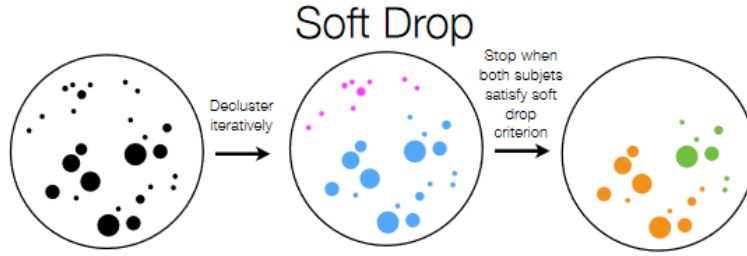 Soft Drop
Decluster
iteratively
Stop when
both subjets
satisfy soft
drop
criterion